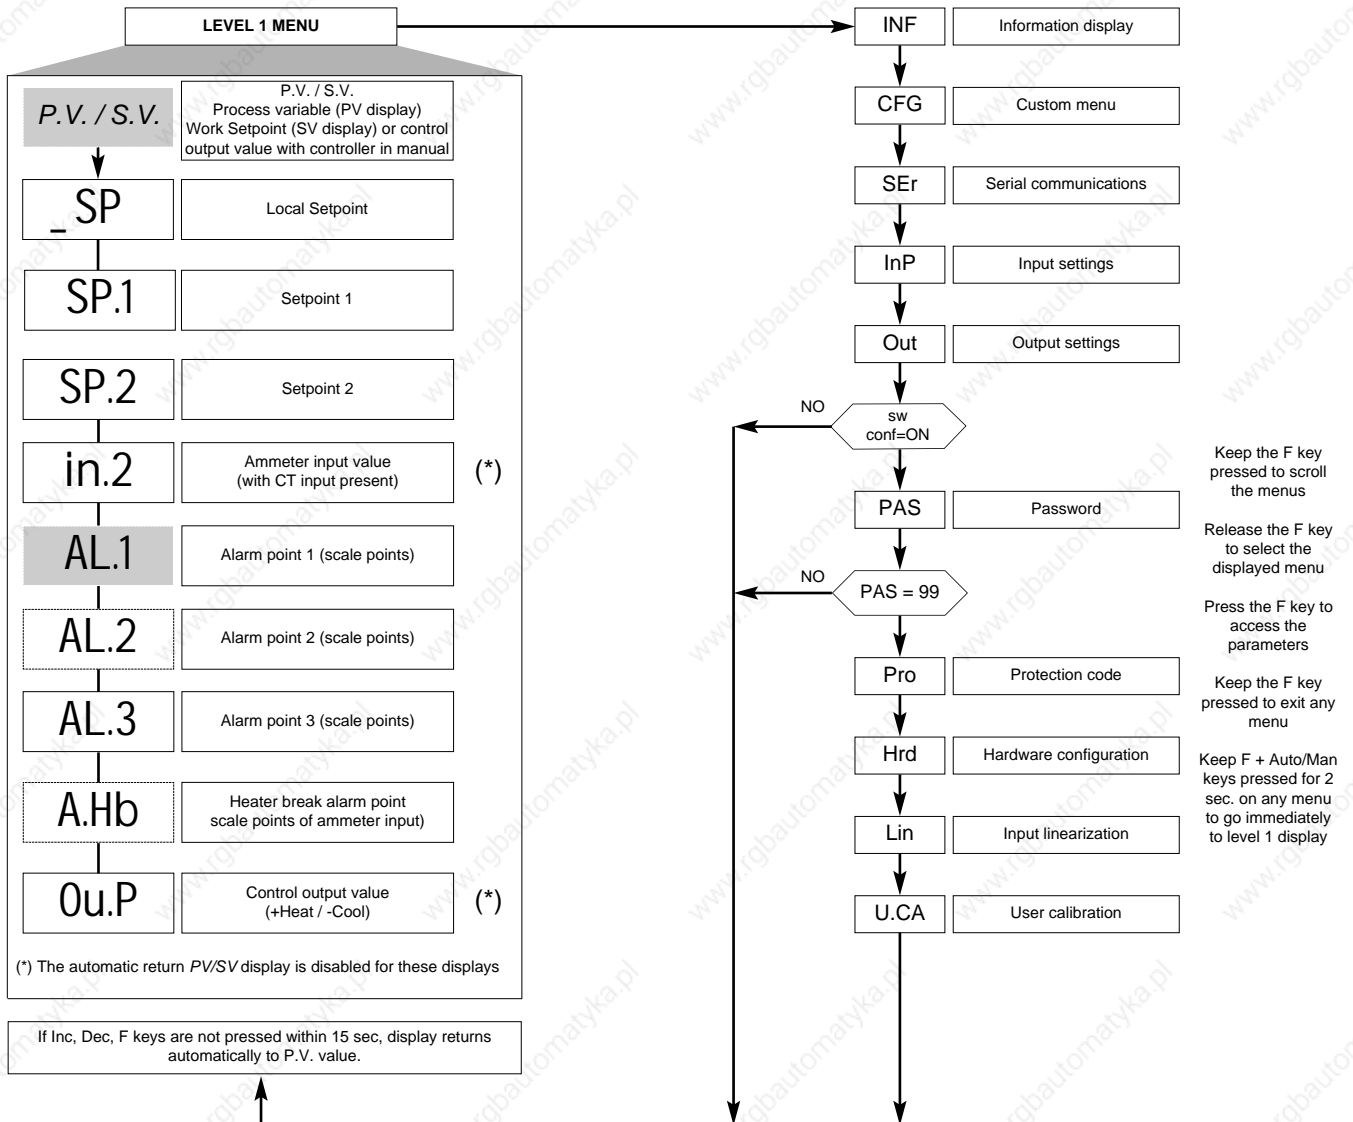 LEVEL 1 MENU
P.V. / S.V.
P.V. / S.V.
Process variable (PV display)
Work Setpoint (SV display) or control
output value with controller in manual
_ SP
Local Setpoint
SP.1
Setpoint 1
SP.2
Setpoint 2
in.2
Ammeter input value
(with CT input present)
(*)
AL.1
Alarm point 1 (scale points)
AL.2
Alarm point 2 (scale points)
AL.3
Alarm point 3 (scale points)
A.Hb
Heater break alarm point
scale points of ammeter input)
0u.P
Control output value
(+Heat / -Cool)
(*)
(*) The automatic return PV/SV display is disabled for these displays
If Inc, Dec, F keys are not pressed within 15 sec, display returns
automatically to P.V. value.
INF
Information display
CFG
Custom menu
SEr
Serial communications
InP
Input settings
Out
Output settings
NO
sw
conf=ON
PAS
Password
NO
PAS = 99
Pro
Protection code
Hrd
Hardware configuration
Lin
Input linearization
U.CA
User calibration
Keep the F key
pressed to scroll
the menus
Release the F key
to select the
displayed menu
Press the F key to
access the
parameters
Keep the F key
pressed to exit any
menu
Keep F + Auto/Man
keys pressed for 2
sec. on any menu
to go immediately
to level 1 display
www.rgbautomatyka.pl